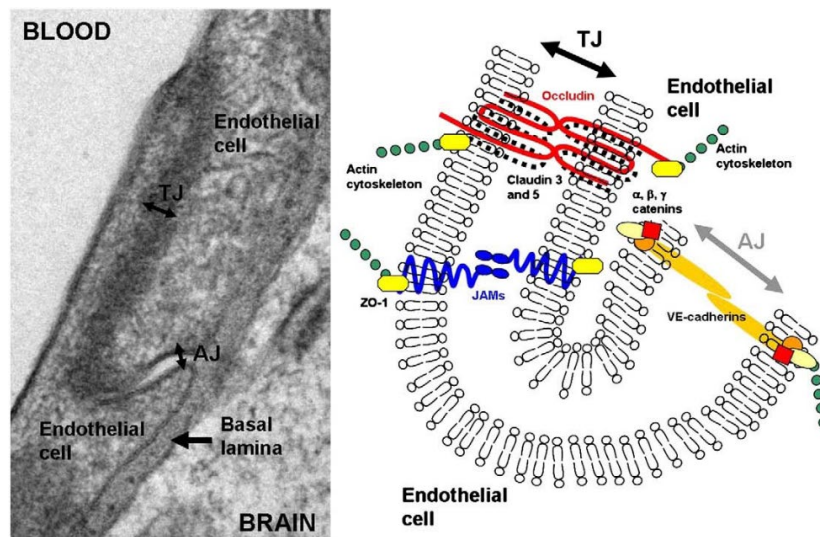 BLOOD
Endothelial
cell
TJ
AJ
Endothelial
cell
Basal
lamina
BRAIN
TJ
Endothelial
cell
Occludin
Actin
cytoskeleton
Claudin 3
and 5
Actin
cytoskeleton
α, β, γ
catenins
AJ
ZO-1
JAMs
VE-cadherins
Endothelial
cell